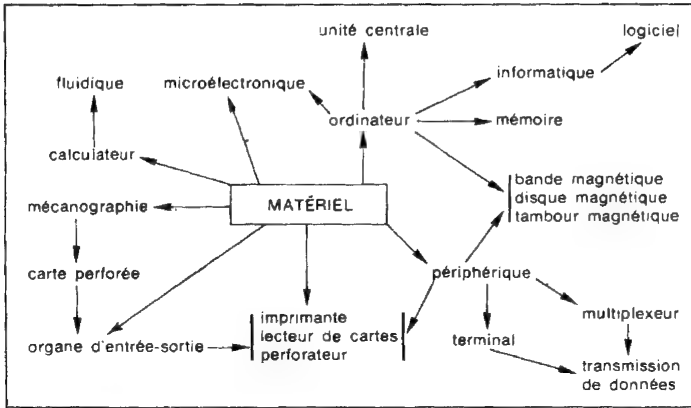 unité centrale
logiciel
informatique
fluidique
microélectronique
ordinateur
mémoire
calculateur
bande magnétique
disque magnétique
tambour magnétique
mécanographie
MATÉRIEL
carte perforée
périphérique
imprimante
lecteur de cartes
perforateur
organe d'entrée-sortie
multiplexeur
terminal
transmission
de données